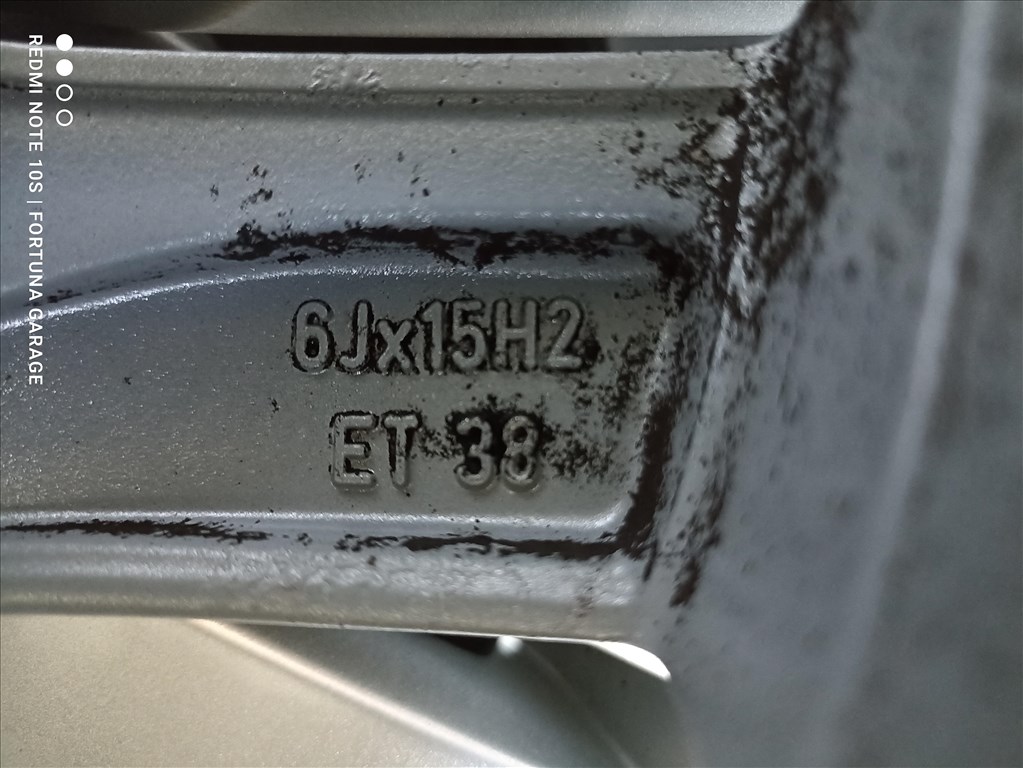 6Jx15H2
ET 38
REDMI NOTE 10S | FORTUNA GARAGE